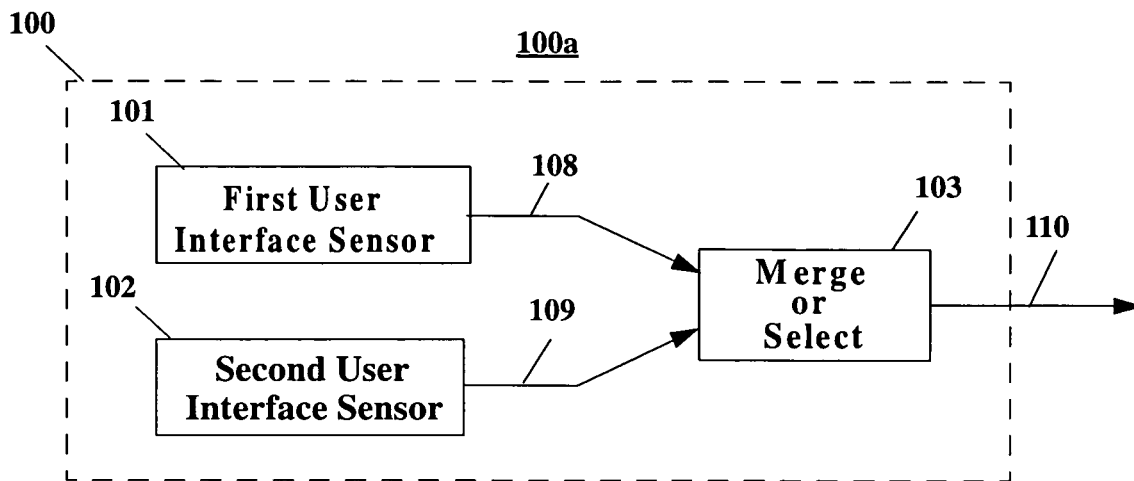 100
100a
101
First User
Interface Sensor
108
103
Merge
or
Select
110
102
Second User
Interface Sensor
109